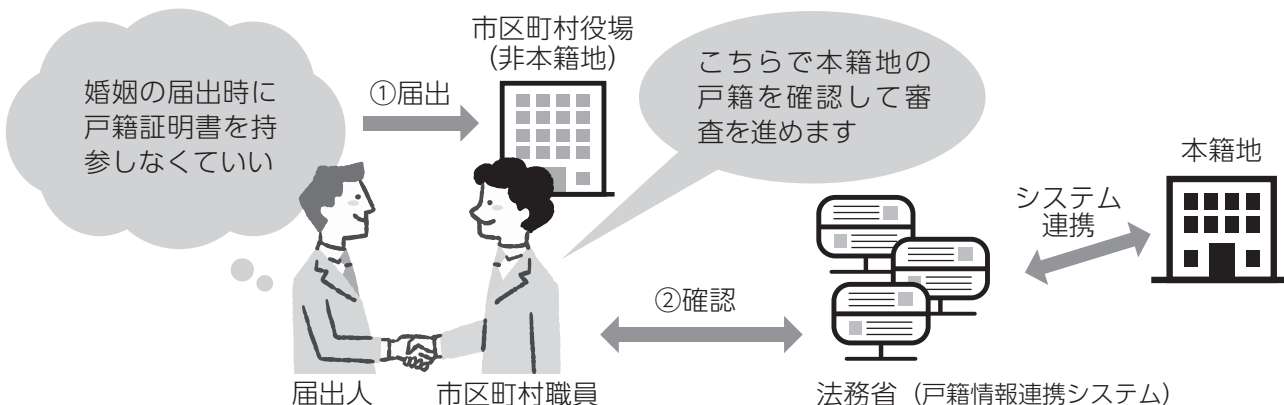 婚姻の届出時に
戸籍証明書を持
参しなくていい
①届出
市区町村役場
(非本籍地)
こちらで本籍地の
戸籍を確認して審
査を進めます
本籍地
システム
連携
②確認
届出人
市区町村職員
法務省（戸籍情報連携システム）